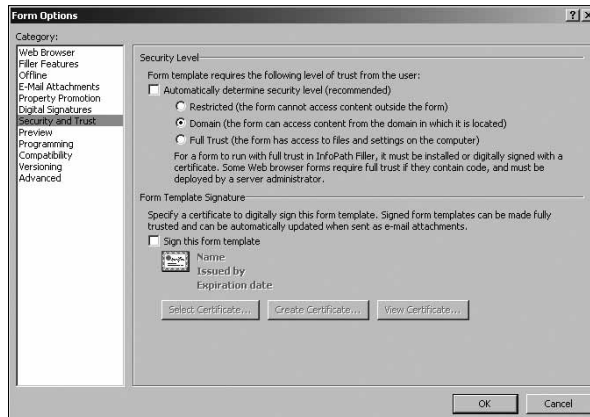 Form Options
Category:
Web Browser
Filler Features
Offline
E-Mail Attachments
Property Promotion
Digital Signatures
Security and Trust
Preview
Programming
Compatibility
Versioning
Advanced
Security Level
Form template requires the following level of trust from the user:
Automatically determine security level (recommended)
Restricted (the form cannot access content outside the form)
Domain (the form can access content from the domain in which it is located)
Full Trust (the form has access to files and settings on the computer)
For a form to run with full trust in InfoPath Filler, it must be installed or digitally signed with a
certificate. Some Web browser forms require full trust if they contain code, and must be
deployed by a server administrator.
Form Template Signature
Specify a certificate to digitally sign this form template. Signed form templates can be made fully
trusted and can be automatically updated when sent as e-mail attachments.
Sign this form template
Name
Issued by
Expiration date
Select Certificate...
Create Certificate...
View Certificate...
OK
Cancel